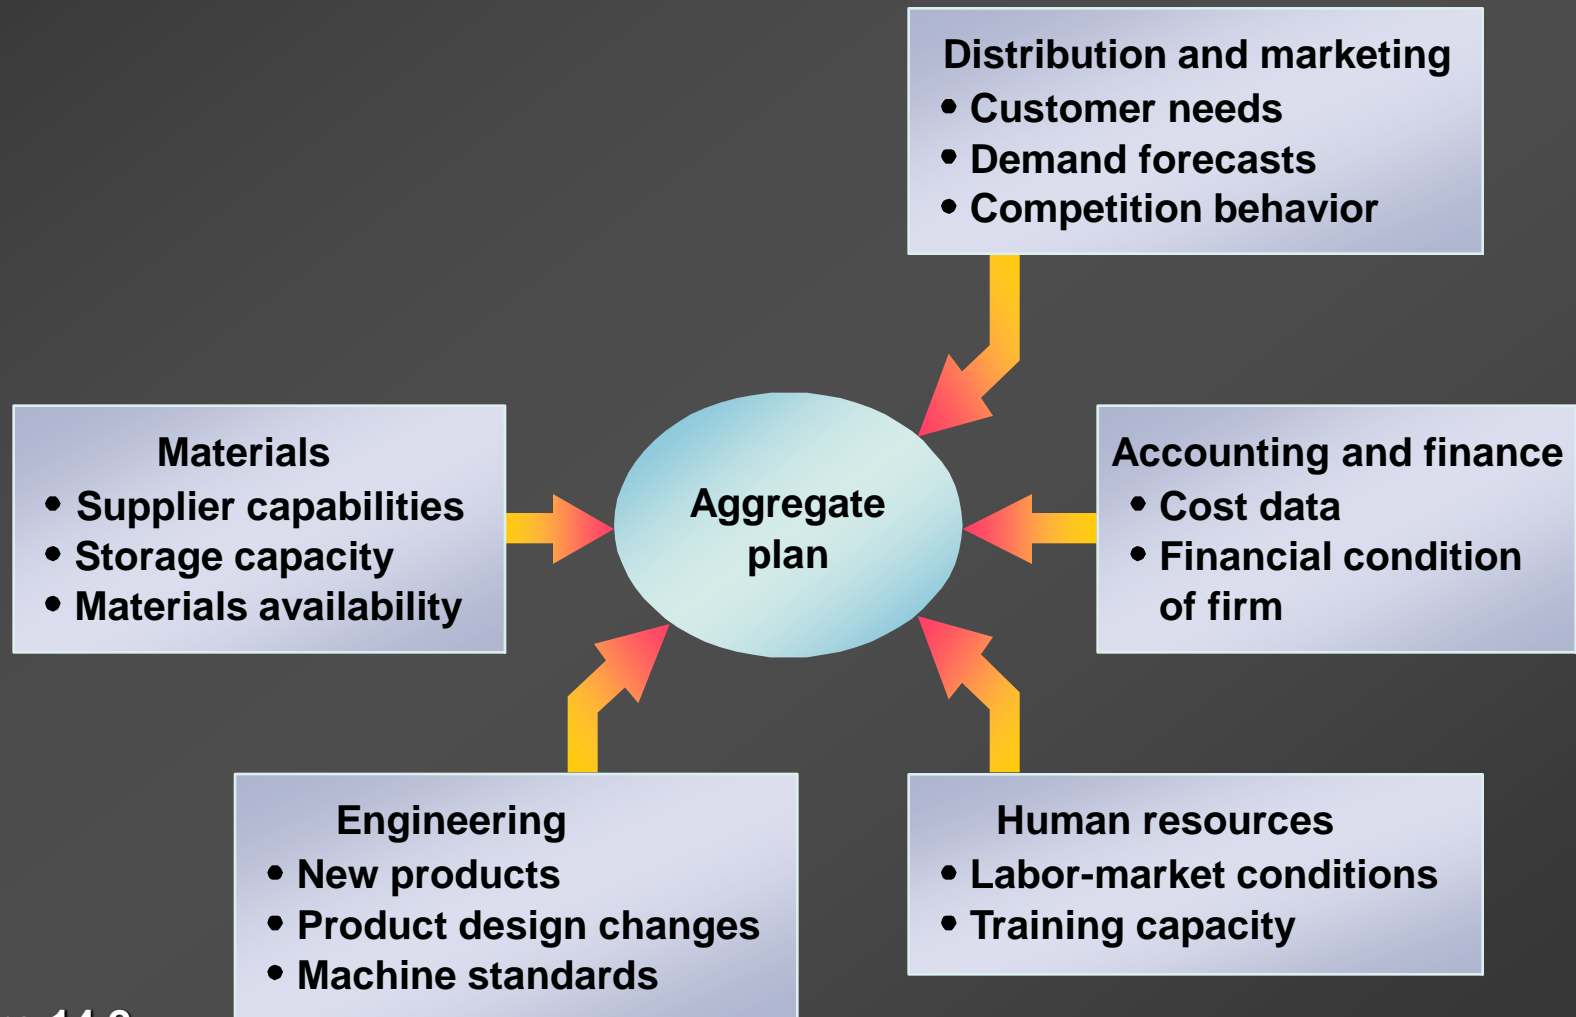 Distribution and marketing
• Customer needs
• Demand forecasts
• Competition behavior
Materials
• Supplier capabilities
• Storage capacity
• Materials availability
Aggregate
plan
Accounting and finance
• Cost data
• Financial condition
of firm
Engineering
• New products
• Product design changes
• Machine standards
Human resources
• Labor-market conditions
• Training capacity